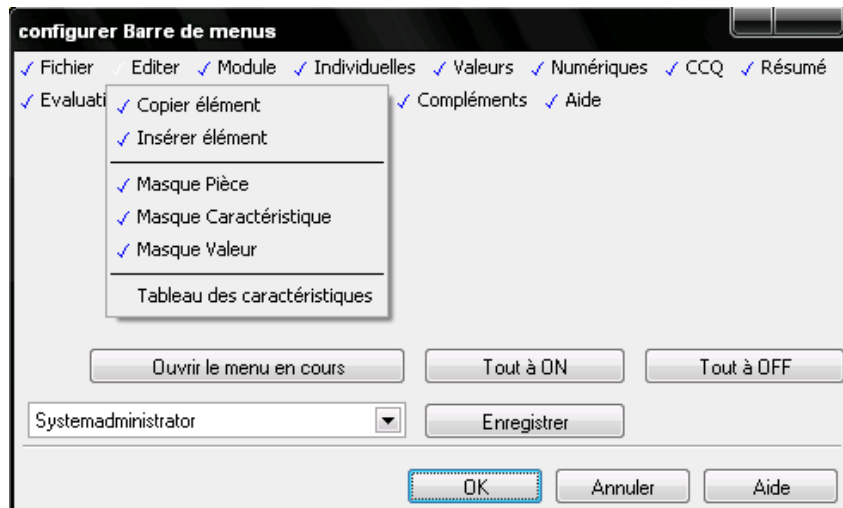 configurer Barre de menus
Fichier Editer Module Individuelles Valeurs Numériques CCQ Résumé
Evaluati Compléments Aide
Copier élément
Insérer élément
Masque Pièce
Masque Caractéristique
Masque Valeur
Tableau des caractéristiques
Ouvrir le menu en cours Tout à ON Tout à OFF
Systemadministrator Enregistrer
OK Annuler Aide